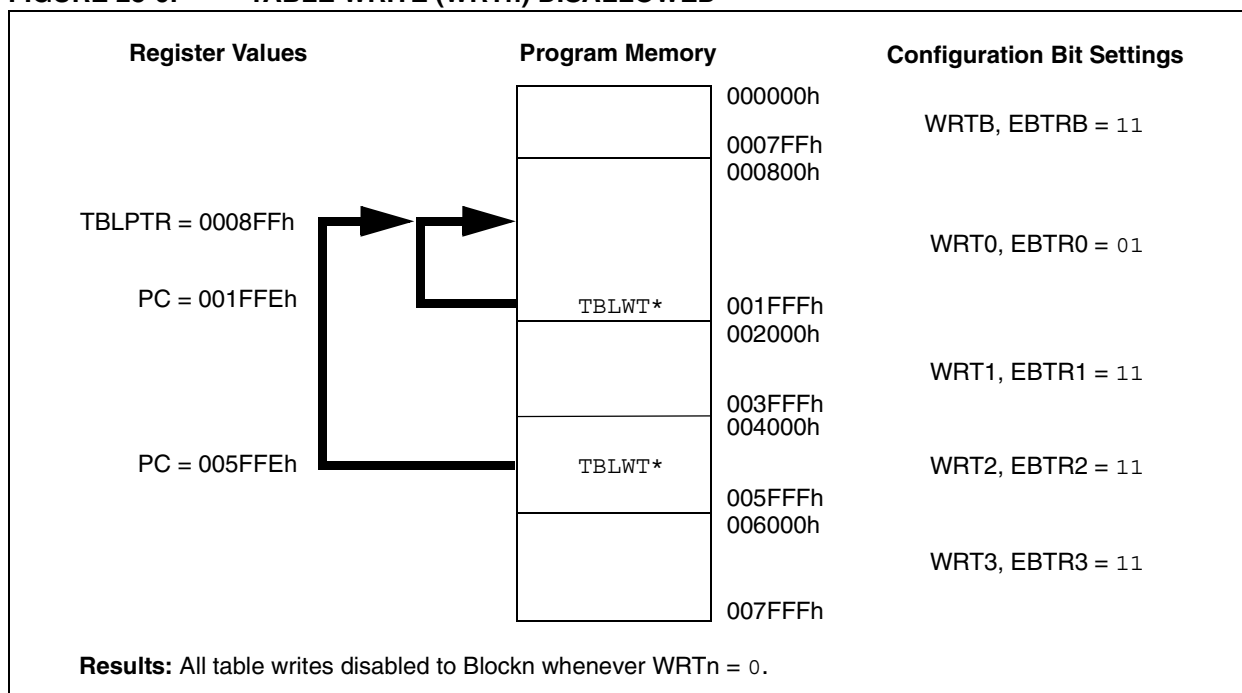 Register Values Program Memory Configuration Bit Settings
000000h
WRTB, EBTRB = 11
0007FFh
000800h
TBLPTR = 0008FFh
WRT0, EBTR0 = 01
PC = 001FFEh TBLWT* 001FFFh
002000h
WRT1, EBTR1 = 11
003FFFh
004000h
PC = 005FFEh TBLWT* WRT2, EBTR2 = 11
005FFFh
006000h
WRT3, EBTR3 = 11
007FFFh
Results: All table writes disabled to Blockn whenever WRTn = 0.